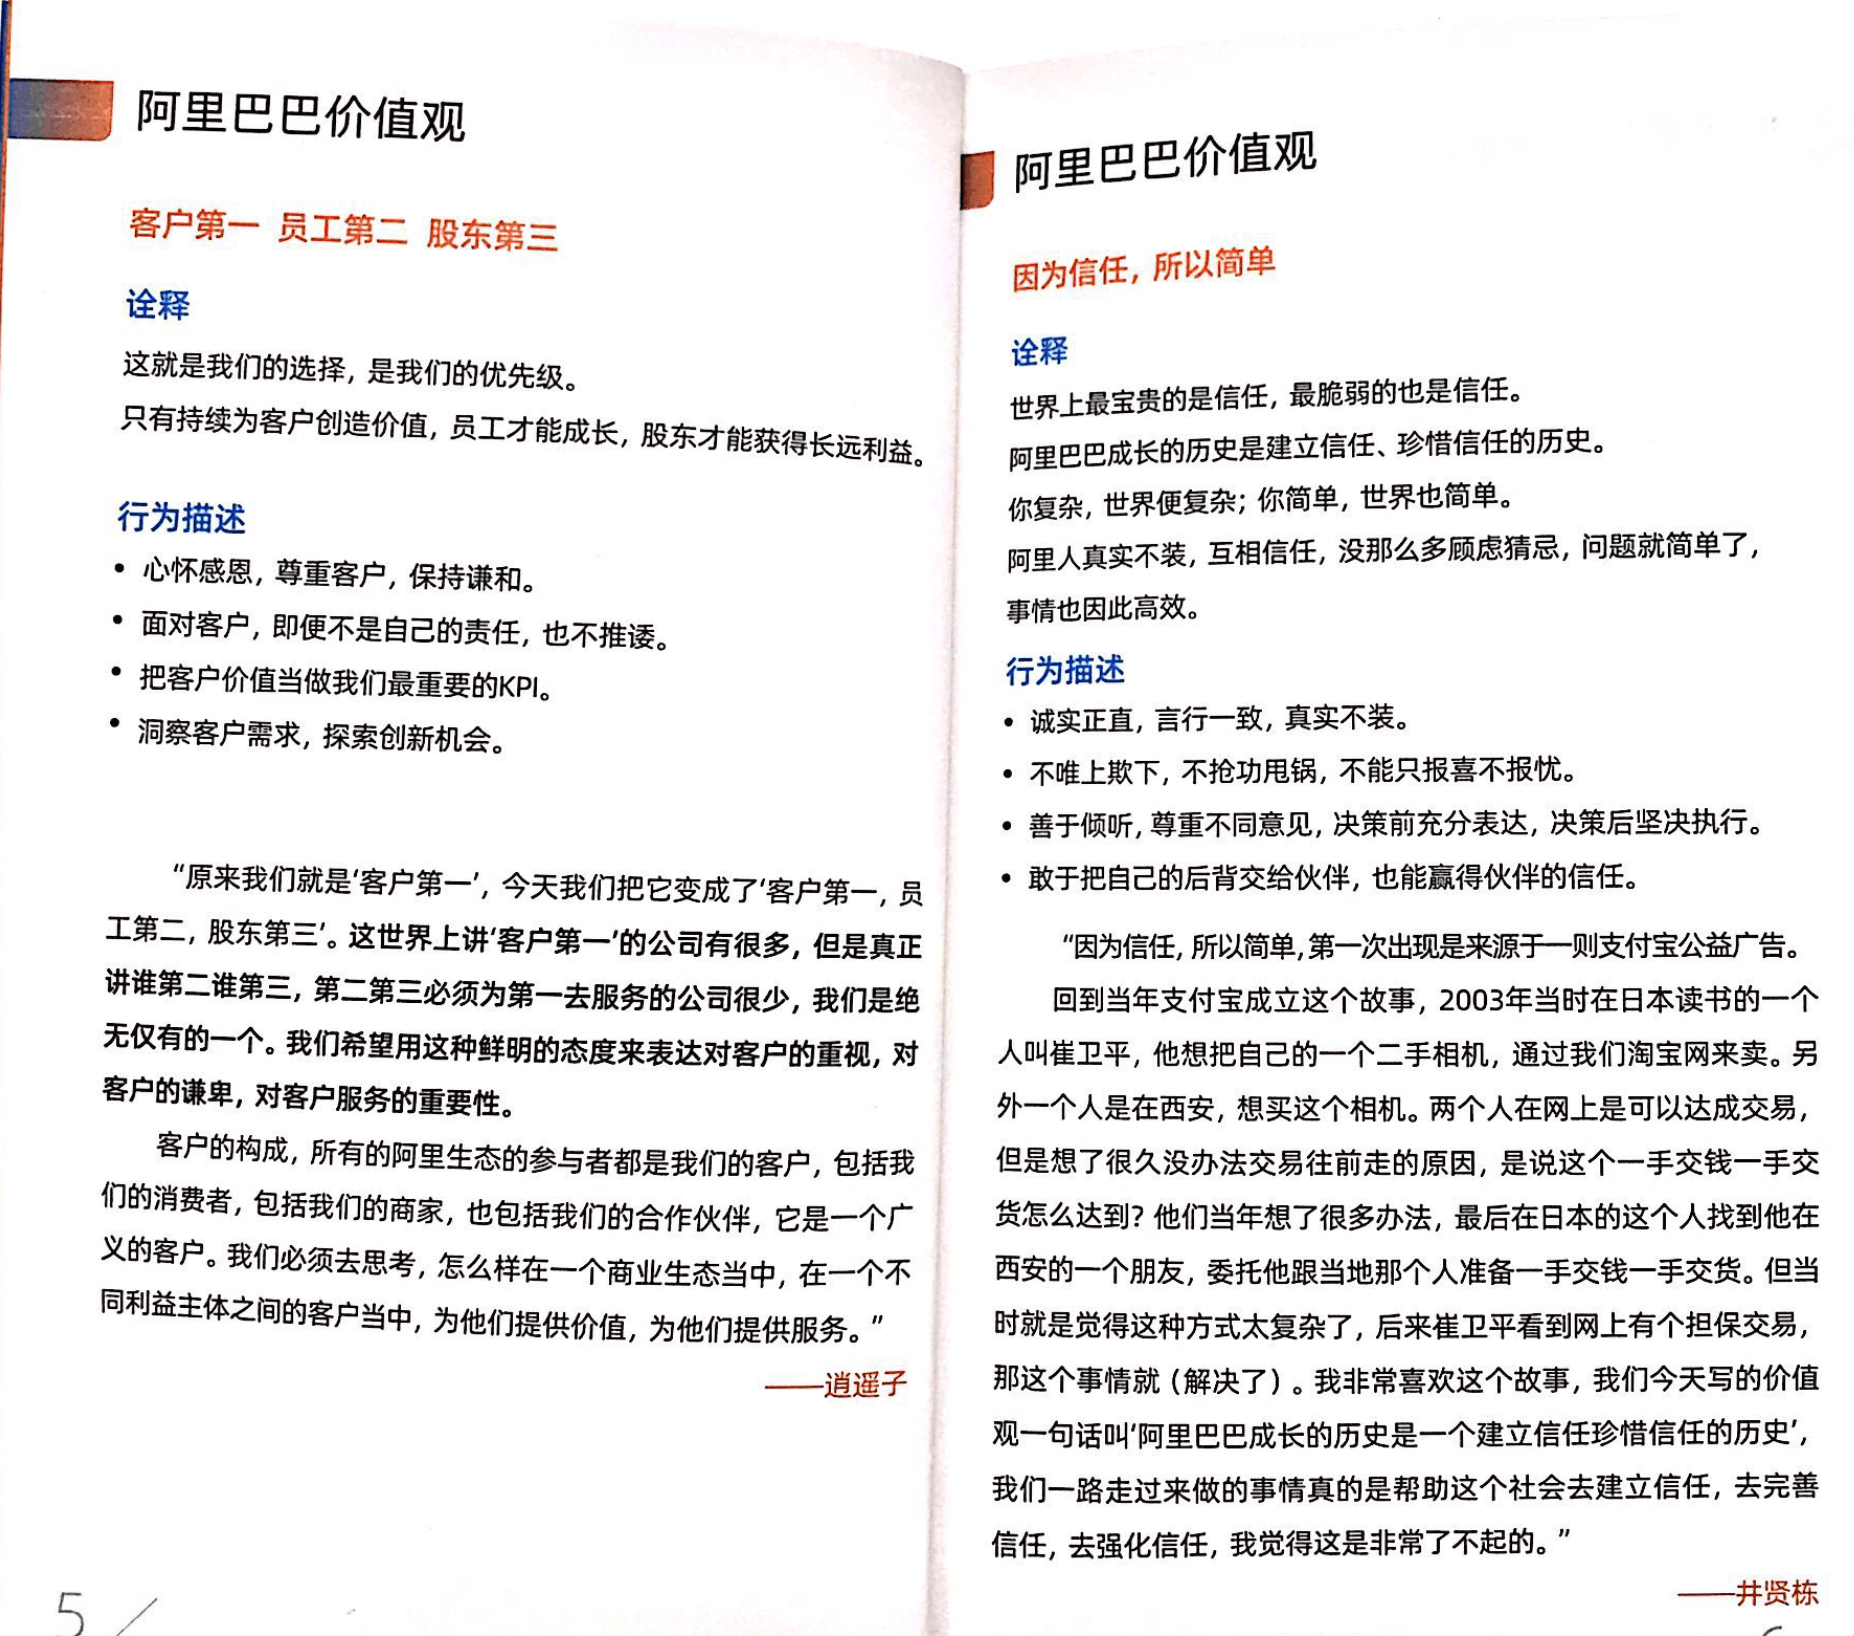 阿里巴巴价值观
客户第一 员工第二 股东第三
诠释
这就是我们的选择，是我们的优先级。
只有持续为客户创造价值，员工才能成长，股东才能获得长远利益。
行为描述
• 心怀感恩，尊重客户，保持谦和。
• 面对客户，即便不是自己的责任，也不推诿。
• 把客户价值当做我们最重要的KPI。
• 洞察客户需求，探索创新机会。
“原来我们就是‘客户第一’，今天我们把它变成了‘客户第一，员
工第二，股东第三’。这世界上讲‘客户第一’的公司有很多，但是真正
讲谁第二谁第三，第二第三必须为第一去服务的公司很少，我们是绝
无仅有的一个。我们希望用这种鲜明的态度来表达对客户的重视，对
客户的谦卑，对客户服务的重要性。
客户的构成，所有的阿里生态的参与者都是我们的客户，包括我
们的消费者，包括我们的商家，也包括我们的合作伙伴，它是一个广
义的客户。我们必须去思考，怎么样在一个商业生态当中，在一个不
同利益主体之间的客户当中，为他们提供价值，为他们提供服务。”
——逍遥子
5
阿里巴巴价值观
因为信任，所以简单
诠释
世界上最宝贵的是信任，最脆弱的也是信任。
阿里巴巴成长的历史是建立信任、珍惜信任的历史。
你复杂，世界便复杂；你简单，世界也简单。
阿里人真实不装，互相信任，没那么多顾虑猜忌，问题就简单了，
事情也因此高效。
行为描述
• 诚实正直，言行一致，真实不装。
• 不唯上欺下，不抢功甩锅，不能只报喜不报忧。
• 善于倾听，尊重不同意见，决策前充分表达，决策后坚决执行。
• 敢于把自己的后背交给伙伴，也能赢得伙伴的信任。
“因为信任，所以简单，第一次出现是来源于一则支付宝公益广告。
回到当年支付宝成立这个故事，2003年当时在日本读书的一个
人叫崔卫平，他想把自己的一个二手相机，通过我们淘宝网来卖。另
外一个人是在西安，想买这个相机。两个人在网上是可以达成交易，
但是想了很久没办法交易往前走的原因，是说这个一手交钱一手交
货怎么达到？他们当年想了很多办法，最后在日本的这个人找到他在
西安的一个朋友，委托他跟当地那个人准备一手交钱一手交货。但当
时就是觉得这种方式太复杂了，后来崔卫平看到网上有个担保交易，
那这个事情就（解决了）。我非常喜欢这个故事，我们今天写的价值
观一句话叫‘阿里巴巴成长的历史是一个建立信任珍惜信任的历史’，
我们一路走过来做的事情真的是帮助这个社会去建立信任，去完善
信任，去强化信任，我觉得这是非常了不起的。”
——井贤栋